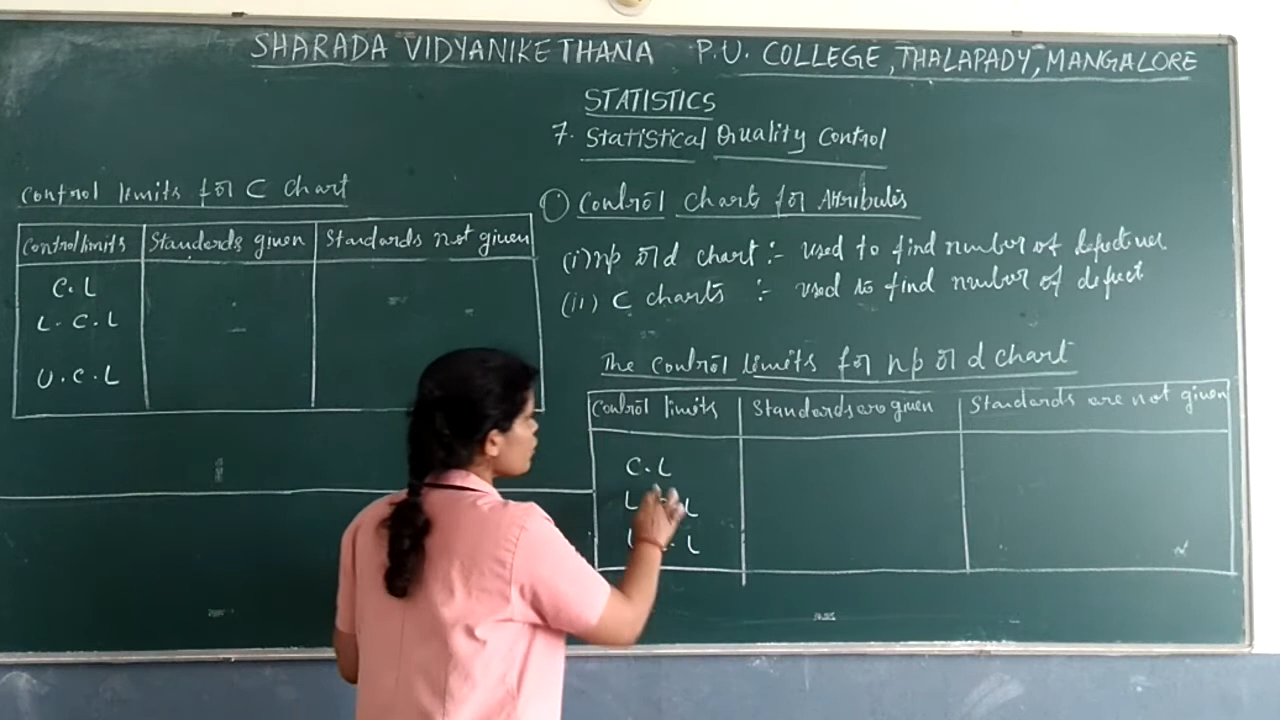 SHARADA VIDYANIKETHANA P.U. COLLEGE, THALAPADY, MANGALORE
STATISTICS
7. Statistical Quality Control
Control limits for C chart
Control limits Standards given Standards not given
C.L
L.C.L
U.C.L
① Control charts for Attributes
(i) np or d chart :- used to find number of defectives
(ii) C charts :- used to find number of defect
The control limits for np or d chart
Control limits Standards are given Standards are not given
C.L